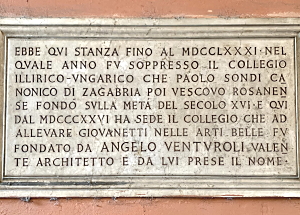 EBBE QVI STANZA FINO AL MDCCLXXXI·NEL
QVALE ANNO FV SOPPRESSO IL COLLEGIO
ILLIRICO-VNGARICO CHE PAOLO SONDI CA
NONICO DI ZAGABRIA POI VESCOVO ROSANEN
SE FONDO SVLLA METÀ DEL SECOLO XVI·E QVI
DAL MDCCCXXVI HA SEDE IL COLLEGIO CHE AD
ALLEVARE GIOVANETTI NELLE ARTI BELLE FV
FONDATO DA ANGELO VENTVROLI VALEN
TE ARCHITETTO E DA LVI PRESE IL NOME·